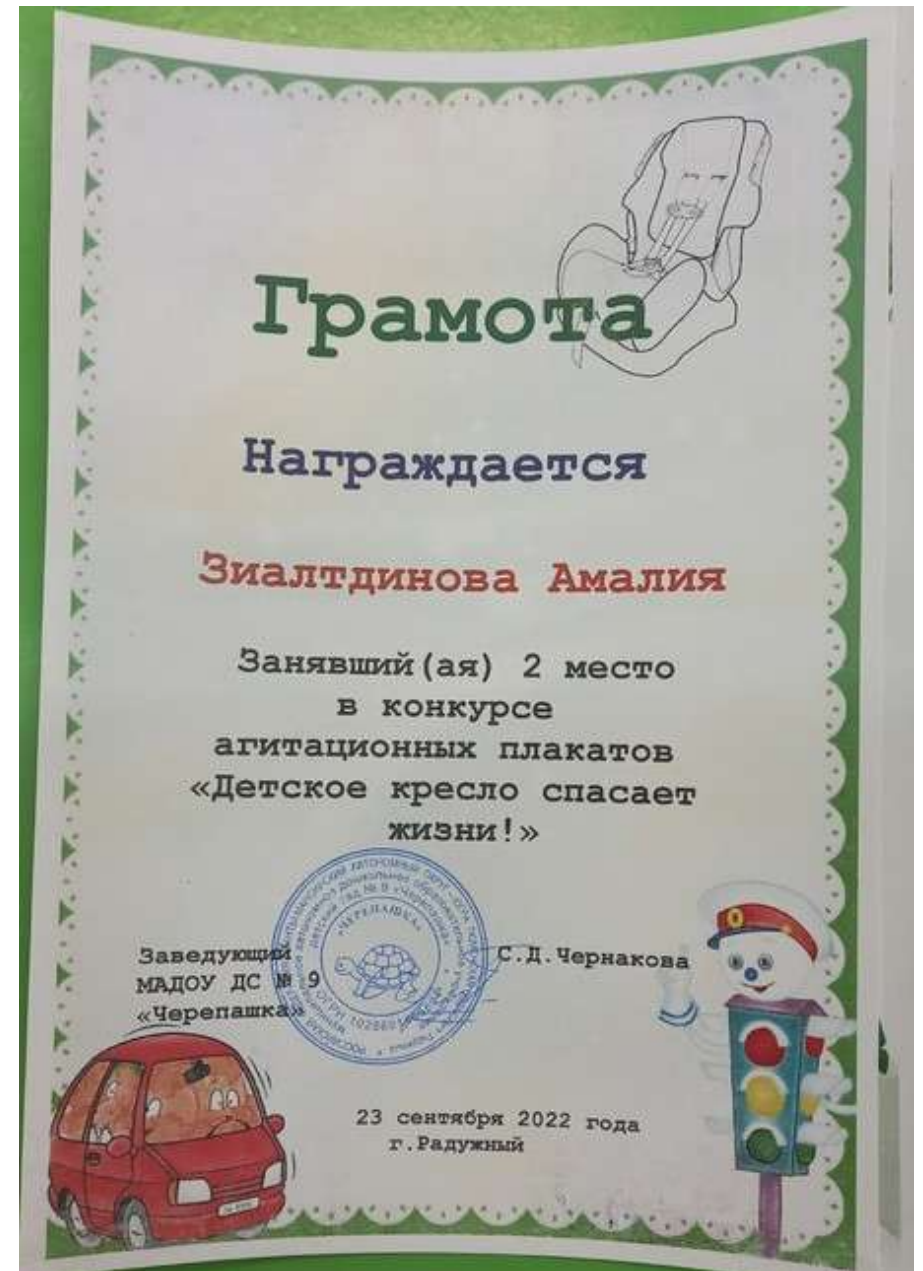 Грамота
Награждается
Зиалтдинова Амалия
Занявший(ая) 2 место
в конкурсе
агитационных плакатов
«Детское кресло спасает
жизни!»
Заведующий
МАДОУ ДС № 9
«Черепашка»
С.Д.Чернакова
«ЧЕРЕПАШКА»
23 сентября 2022 года
г.Радужный